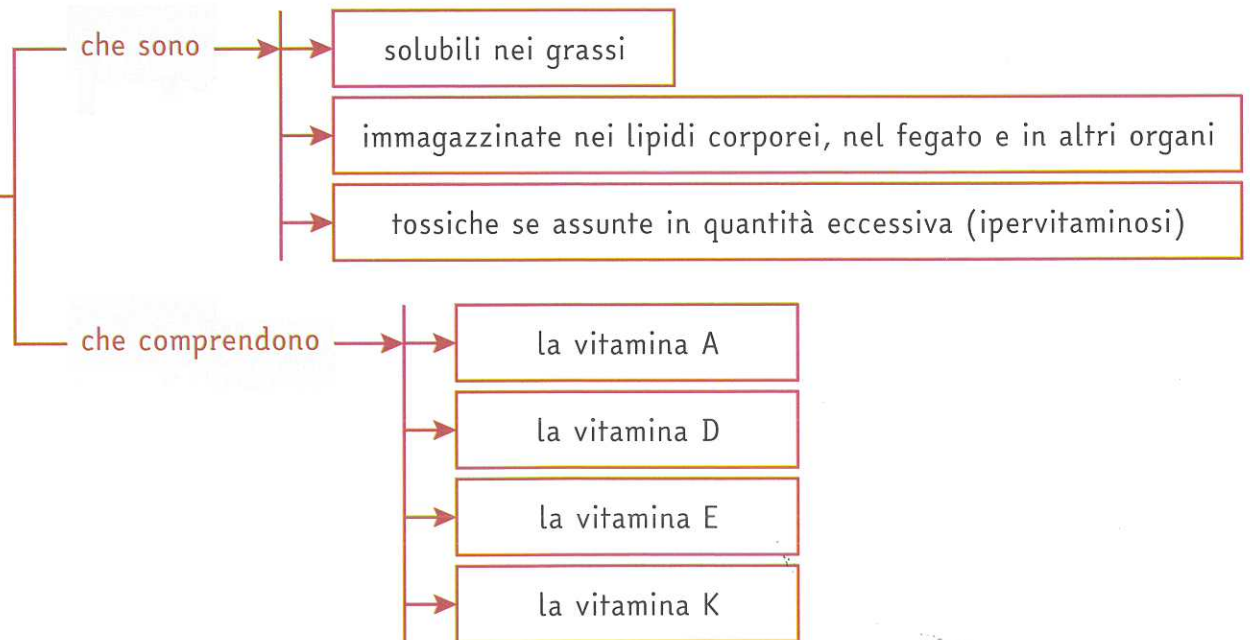 che sono
solubili nei grassi
immagazzinate nei lipidi corporei, nel fegato e in altri organi
tossiche se assunte in quantità eccessiva (ipervitaminosi)
che comprendono
la vitamina A
la vitamina D
la vitamina E
la vitamina K